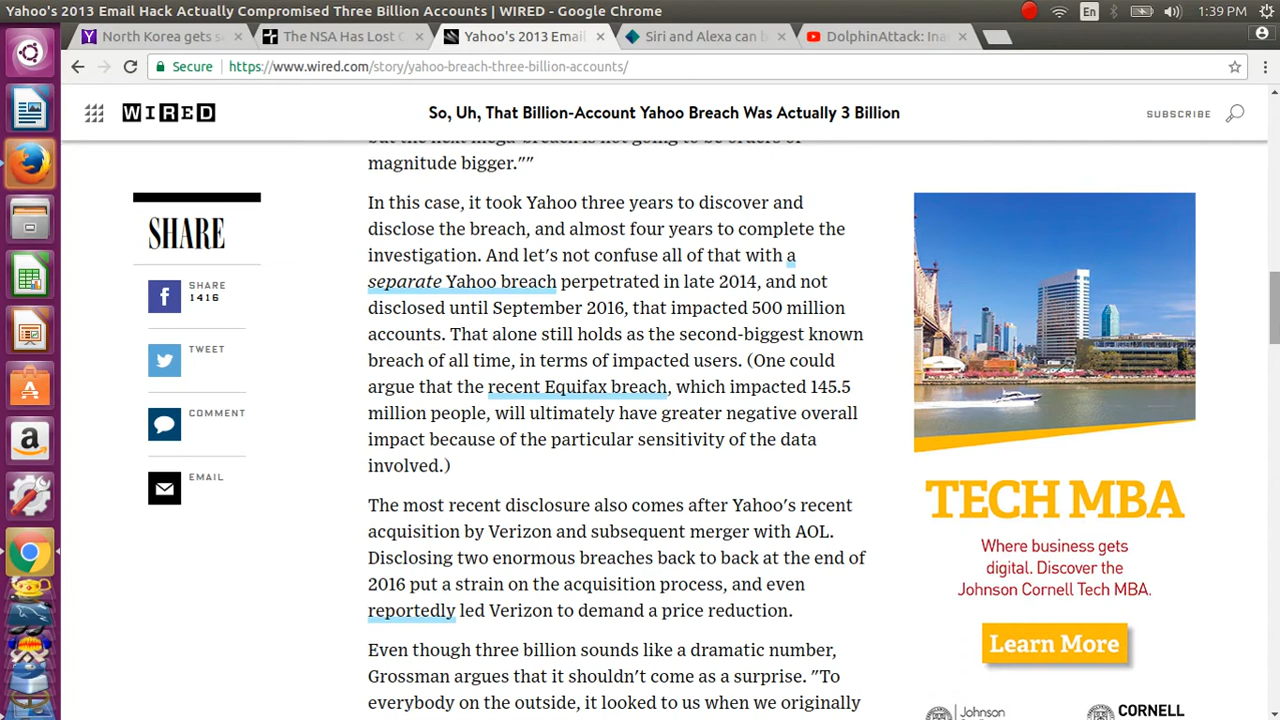 Yahoo's 2013 Email Hack Actually Compromised Three Billion Accounts | WIRED - Google Chrome
En
1:39 PM
North Korea gets s
The NSA Has Lost C
Yahoo's 2013 Email
Siri and Alexa can b
DolphinAttack: Ina
Secure
https://www.wired.com/story/yahoo-breach-three-billion-accounts/
WIRED
So, Uh, That Billion-Account Yahoo Breach Was Actually 3 Billion
SUBSCRIBE
but the next mega-breach is not going to be orders of
magnitude bigger.""
In this case, it took Yahoo three years to discover and
disclose the breach, and almost four years to complete the
investigation. And let's not confuse all of that with a
separate Yahoo breach perpetrated in late 2014, and not
disclosed until September 2016, that impacted 500 million
accounts. That alone still holds as the second-biggest known
breach of all time, in terms of impacted users. (One could
argue that the recent Equifax breach, which impacted 145.5
million people, will ultimately have greater negative overall
impact because of the particular sensitivity of the data
involved.)
The most recent disclosure also comes after Yahoo's recent
acquisition by Verizon and subsequent merger with AOL.
Disclosing two enormous breaches back to back at the end of
2016 put a strain on the acquisition process, and even
reportedly led Verizon to demand a price reduction.
Even though three billion sounds like a dramatic number,
Grossman argues that it shouldn't come as a surprise. "To
everybody on the outside, it looked to us when we originally
SHARE
SHARE
1416
TWEET
COMMENT
EMAIL
TECH MBA
Where business gets
digital. Discover the
Johnson Cornell Tech MBA.
Learn More
Johnson
Cornell
CORNELL